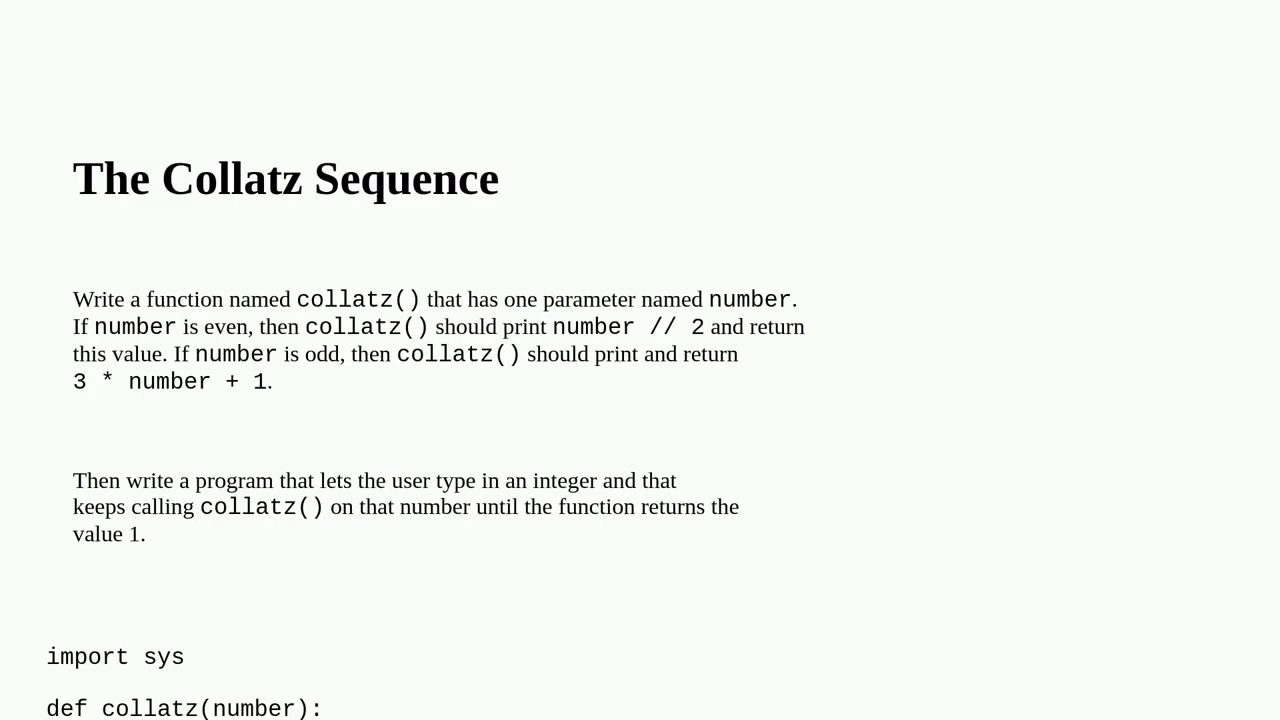 The Collatz Sequence
Write a function named collatz() that has one parameter named number.
If number is even, then collatz() should print number // 2 and return
this value. If number is odd, then collatz() should print and return
3 * number + 1.
Then write a program that lets the user type in an integer and that
keeps calling collatz() on that number until the function returns the
value 1.
import sys
def collatz(number):